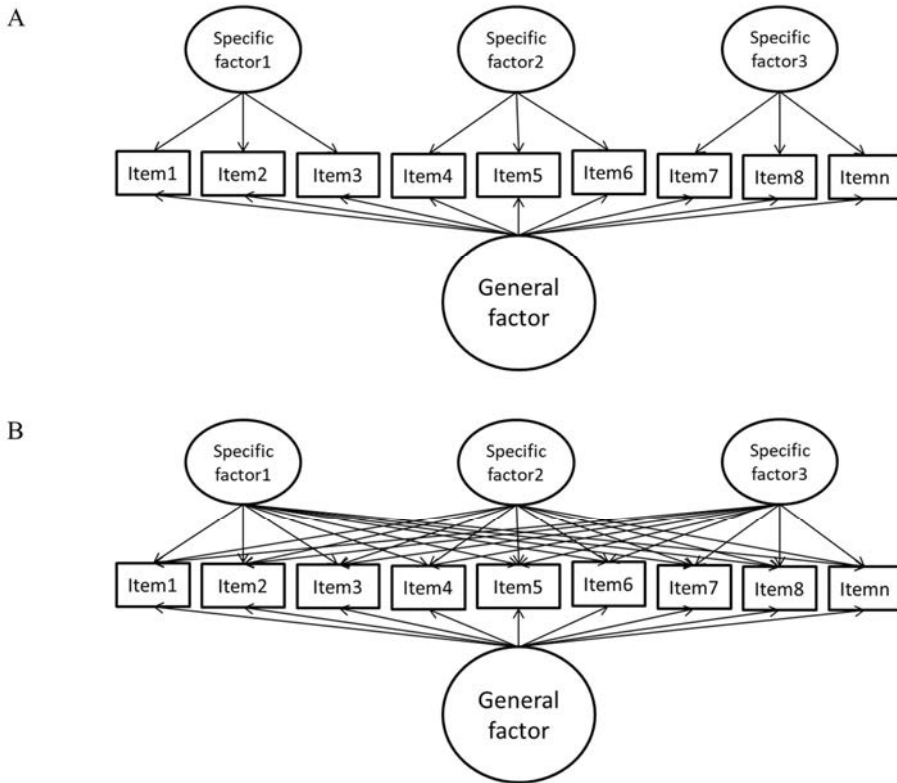 A
Specific
factor1
Specific
factor2
Specific
factor3
Item1
Item2
Item3
Item4
Item5
Item6
Item7
Item8
Itemn
General
factor
B
Specific
factor1
Specific
factor2
Specific
factor3
Item1
Item2
Item3
Item4
Item5
Item6
Item7
Item8
Itemn
General
factor